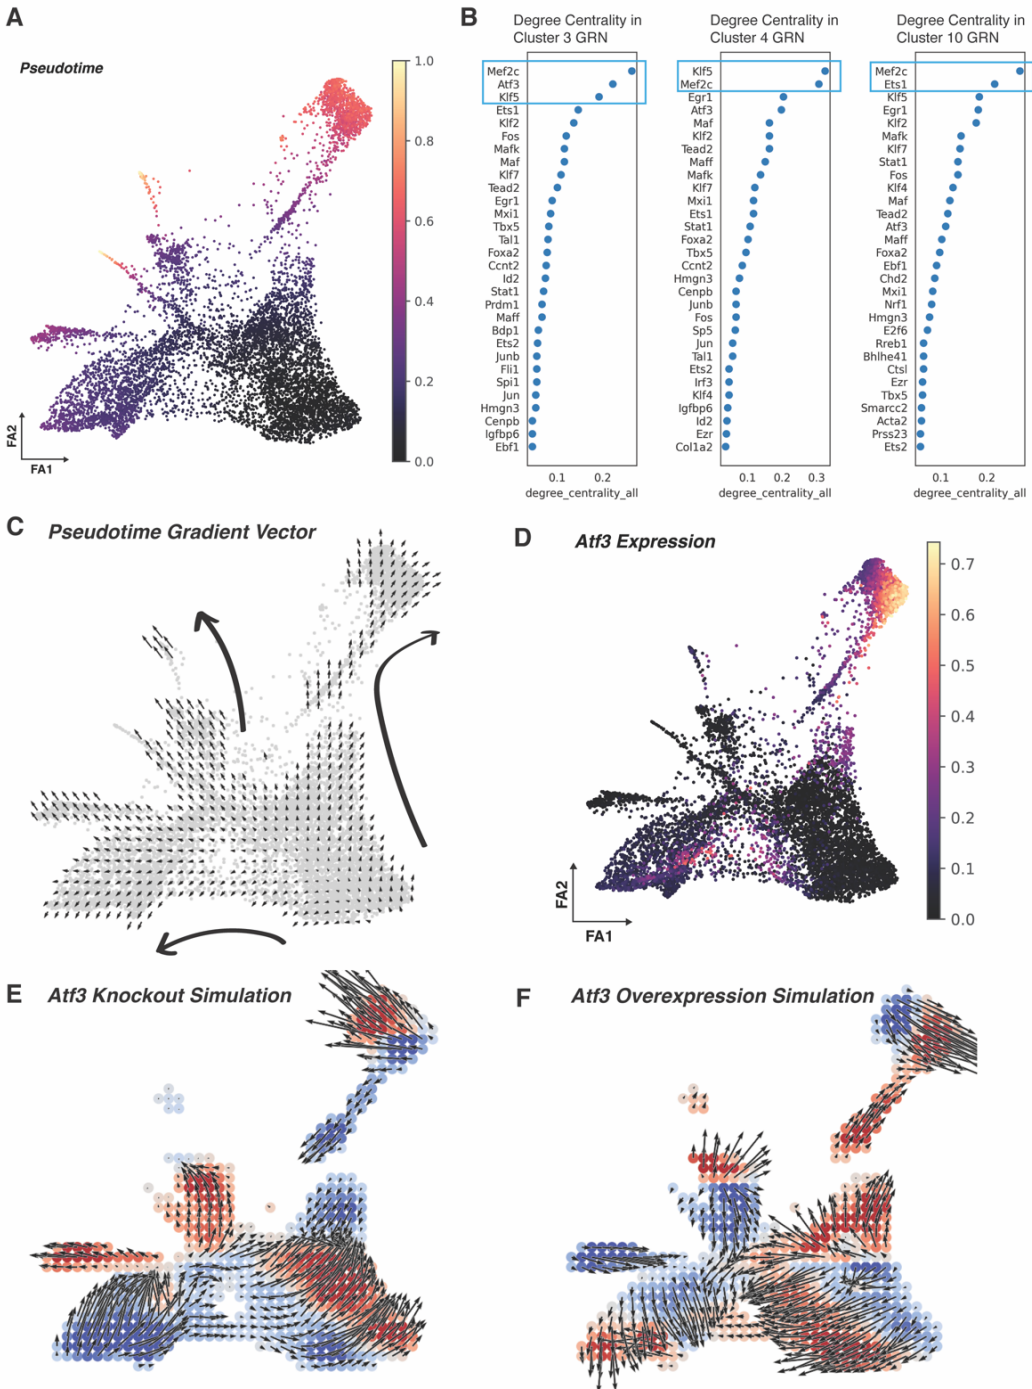 A
Pseudotime
1.0
0.8
0.6
0.4
0.2
0.0
FA2
FA1
B
Degree Centrality in
Cluster 3 GRN
Mef2c
Atf3
Klf5
Ets1
Klf2
Fos
Mafk
Maf
Klf7
Tead2
Egr1
Mxi1
Tbx5
Tal1
Foxa2
Ccnt2
Id2
Stat1
Prdm1
Maff
Bdp1
Ets2
Junb
Fli1
Spi1
Jun
Hmgn3
Cenpb
Igfbp6
Ebf1
0.1 0.2
degree_centrality_all
Degree Centrality in
Cluster 4 GRN
Klf5
Mef2c
Egr1
Atf3
Maf
Klf2
Tead2
Maff
Mafk
Klf7
Mxi1
Ets1
Stat1
Foxa2
Tbx5
Ccnt2
Hmgn3
Cenpb
Junb
Fos
Sp5
Jun
Tal1
Ets2
Irf3
Klf4
Igfbp6
Id2
Ezr
Col1a2
0.1 0.2 0.3
degree_centrality_all
Degree Centrality in
Cluster 10 GRN
Mef2c
Ets1
Klf5
Egr1
Klf2
Mafk
Klf7
Stat1
Fos
Klf4
Maf
Tead2
Atf3
Maff
Foxa2
Ebf1
Chd2
Mxi1
Nrf1
Hmgn3
E2f6
Rreb1
Bhlhe41
Ctsl
Ezr
Tbx5
Smarcc2
Acta2
Prss23
Ets2
0.2
degree_centrality_all
C
Pseudotime Gradient Vector
D
Atf3 Expression
0.7
0.6
0.5
0.4
0.3
0.2
0.1
0.0
FA2
FA1
E
Atf3 Knockout Simulation
F
Atf3 Overexpression Simulation